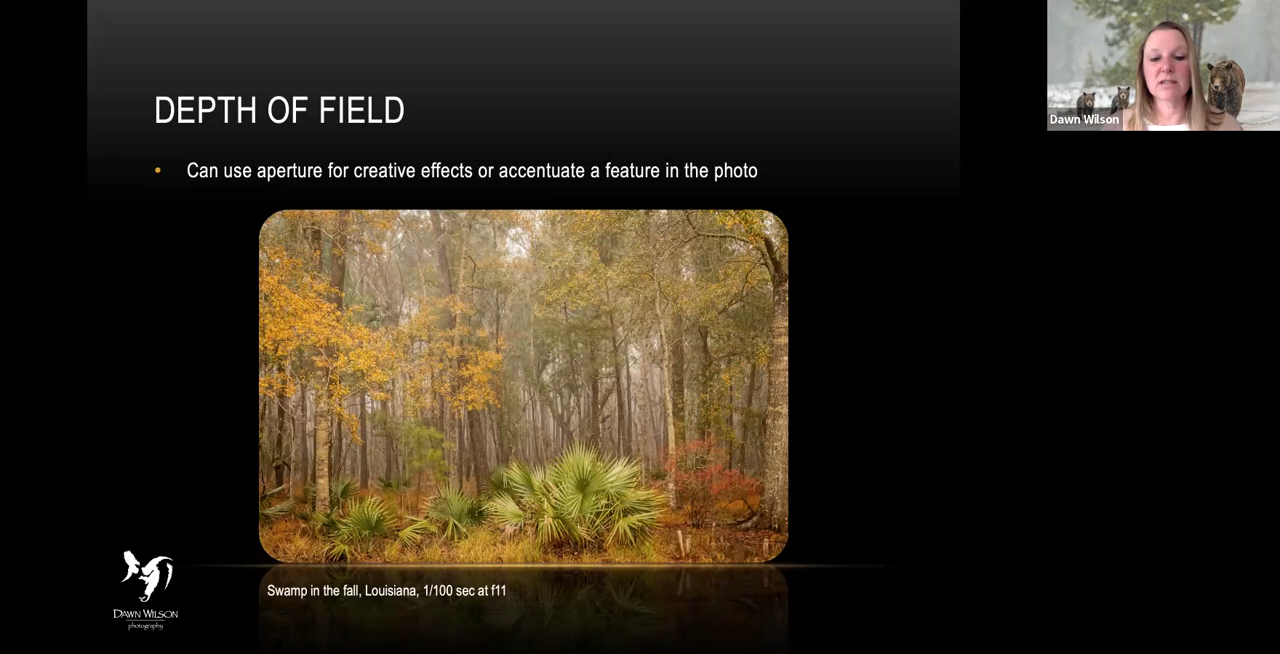 DEPTH OF FIELD
• Can use aperture for creative effects or accentuate a feature in the photo
Dawn Wilson
Swamp in the fall, Louisiana, 1/100 sec at f11
DAWN WILSON
photography